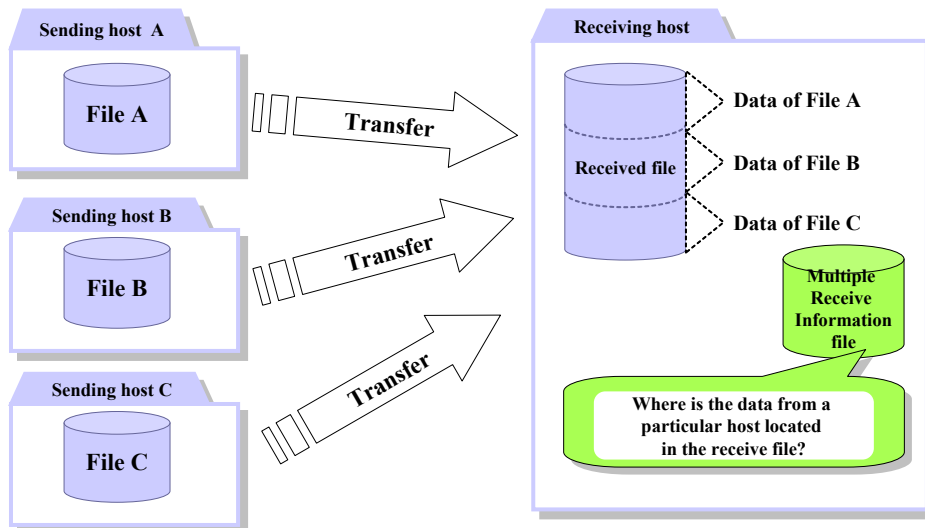 Sending host A
File A
Transfer
Sending host B
File B
Transfer
Sending host C
File C
Transfer
Receiving host
Received file
Data of File A
Data of File B
Data of File C
Multiple
Receive
Information
file
Where is the data from a
particular host located
in the receive file?